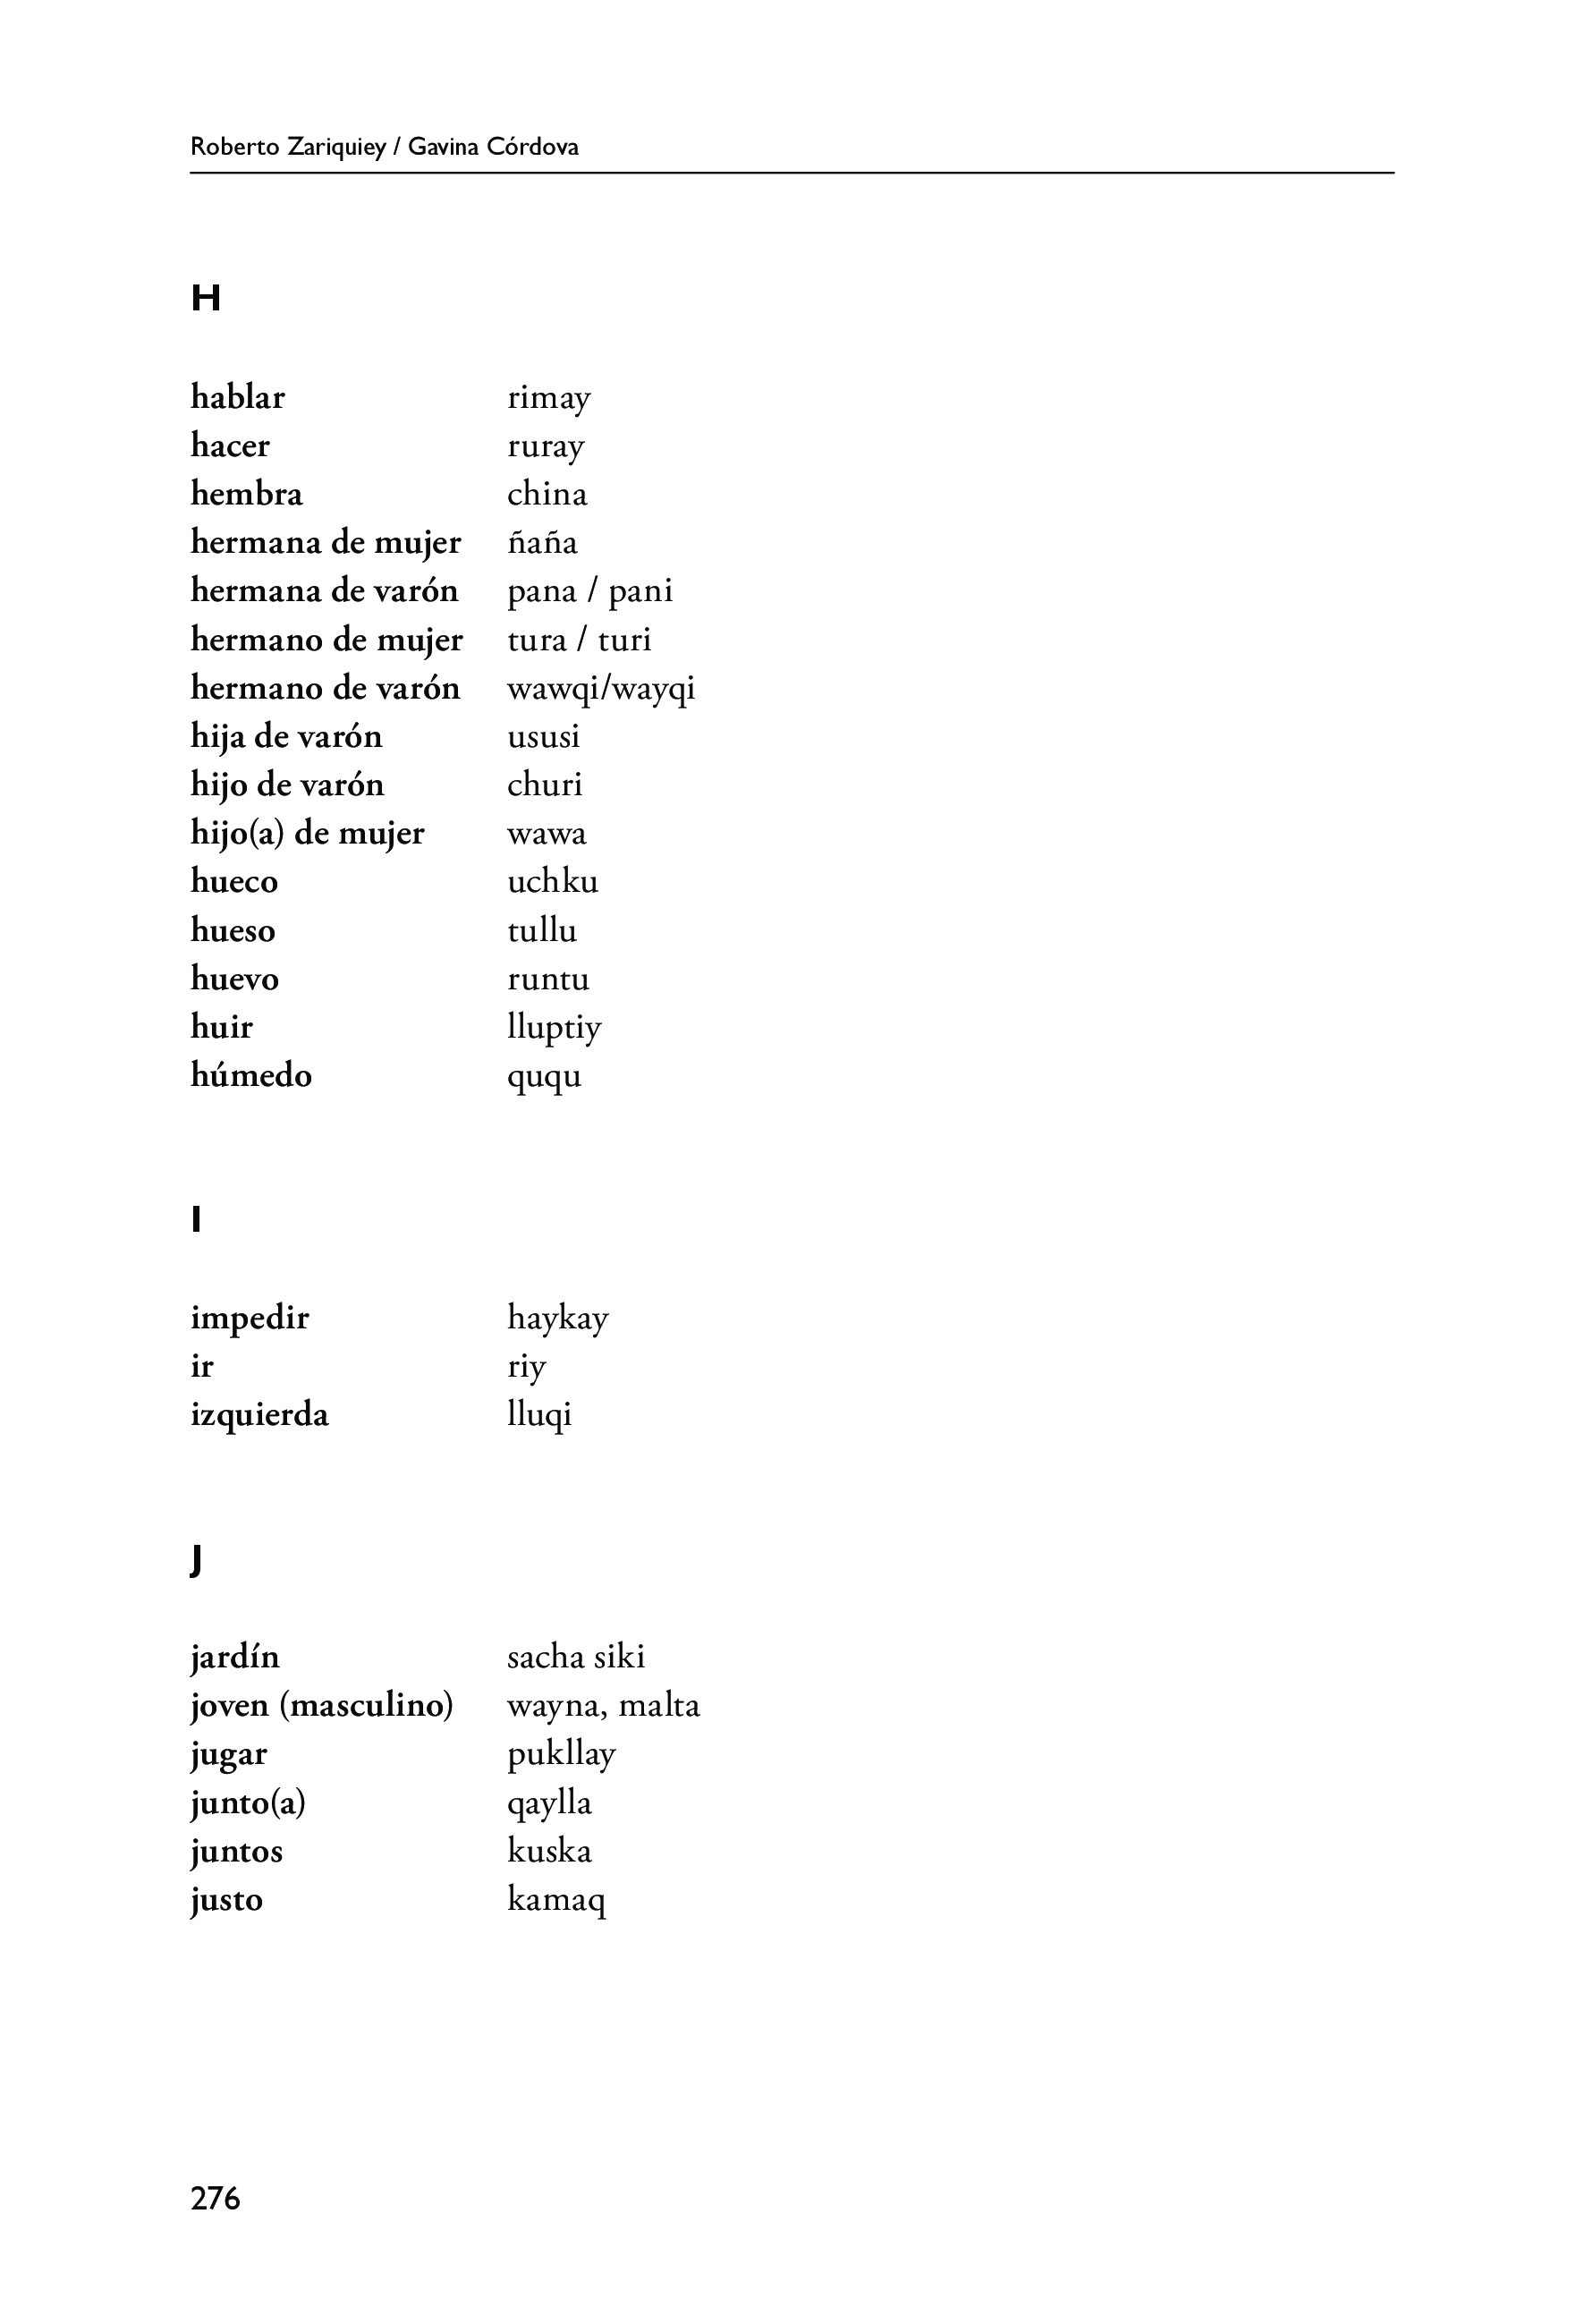 Roberto Zariquiey / Gavina Córdova
H
hablar rimay
hacer ruray
hembra china
hermana de mujer ñaña
hermana de varón pana / pani
hermano de mujer tura / turi
hermano de varón wawqi/wayqi
hija de varón ususi
hijo de varón churi
hijo(a) de mujer wawa
hueco uchku
hueso tullu
huevo runtu
huir lluptiy
húmedo ququ
I
impedir haykay
ir riy
izquierda lluqi
J
jardín sacha siki
joven (masculino) wayna, malta
jugar pukllay
junto(a) qaylla
juntos kuska
justo kamaq
276